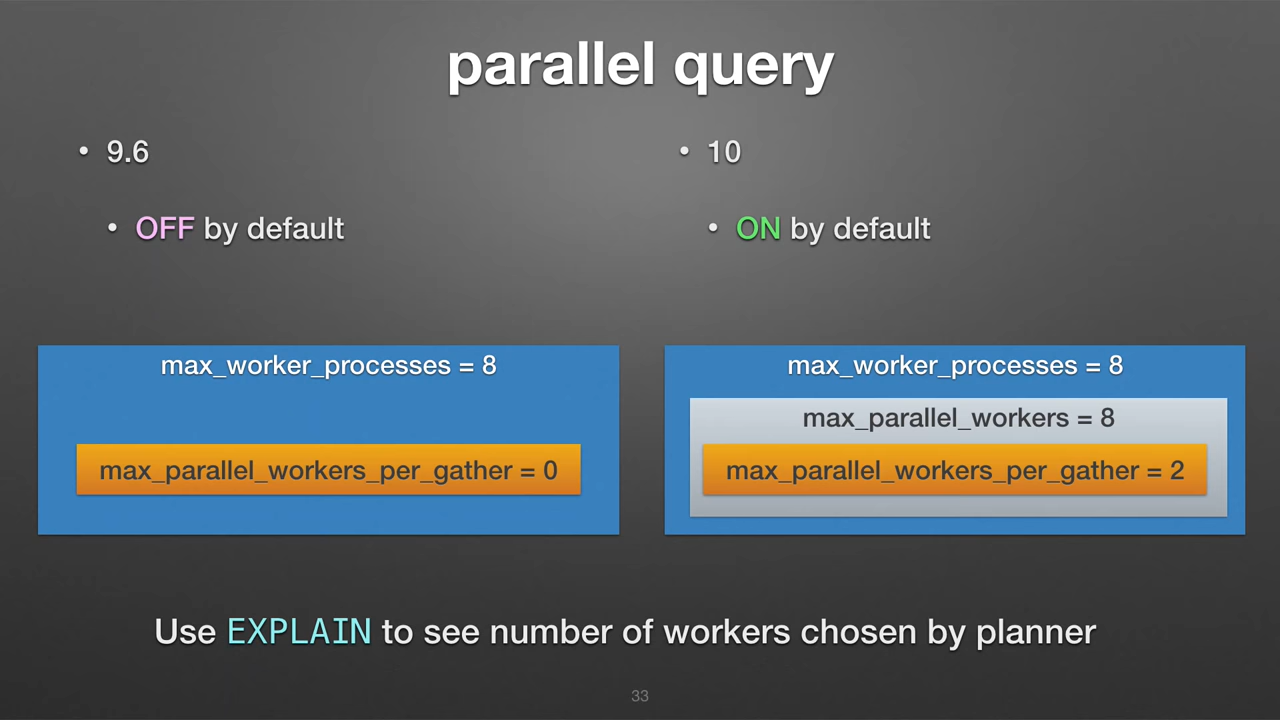 parallel query
• 9.6
• OFF by default
• 10
• ON by default
max_worker_processes = 8
max_parallel_workers_per_gather = 0
max_worker_processes = 8
max_parallel_workers = 8
max_parallel_workers_per_gather = 2
Use EXPLAIN to see number of workers chosen by planner
33